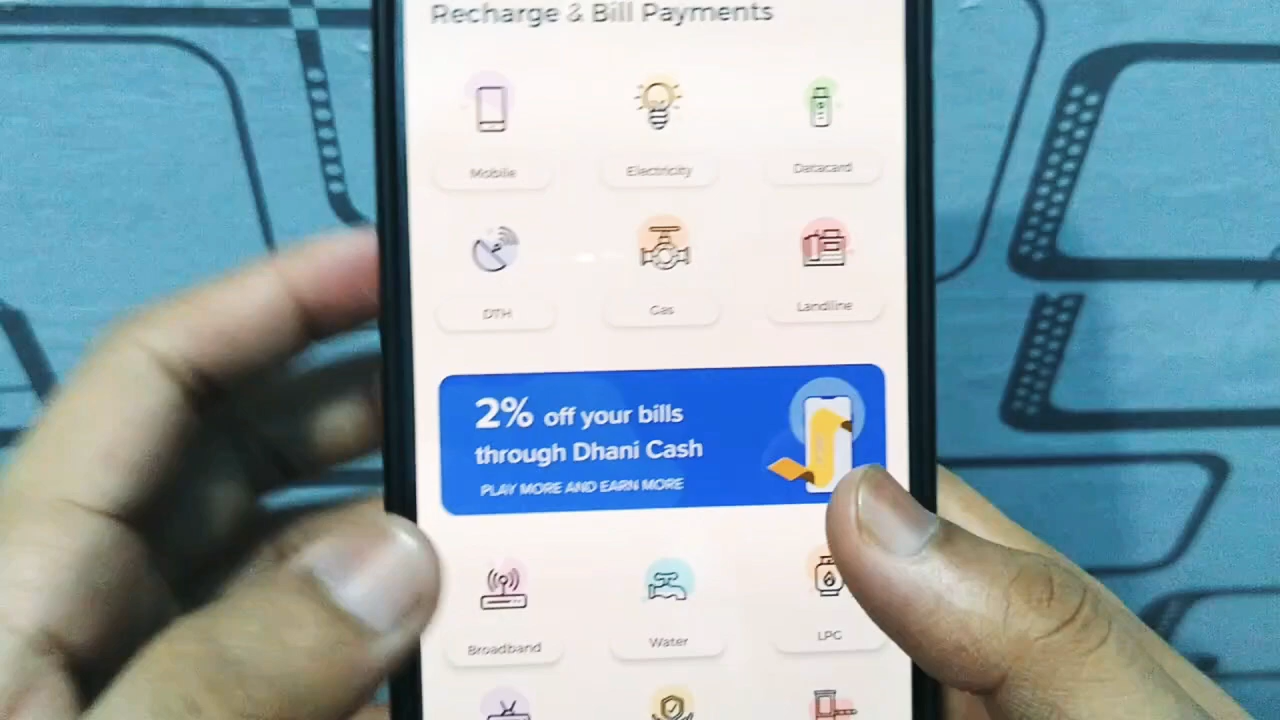 Recharge & Bill Payments
Mobile Electricity Datacard
DTH Gas Landline
2% off your bills
through Dhani Cash
PLAY MORE AND EARN MORE
Broadband Water LPG